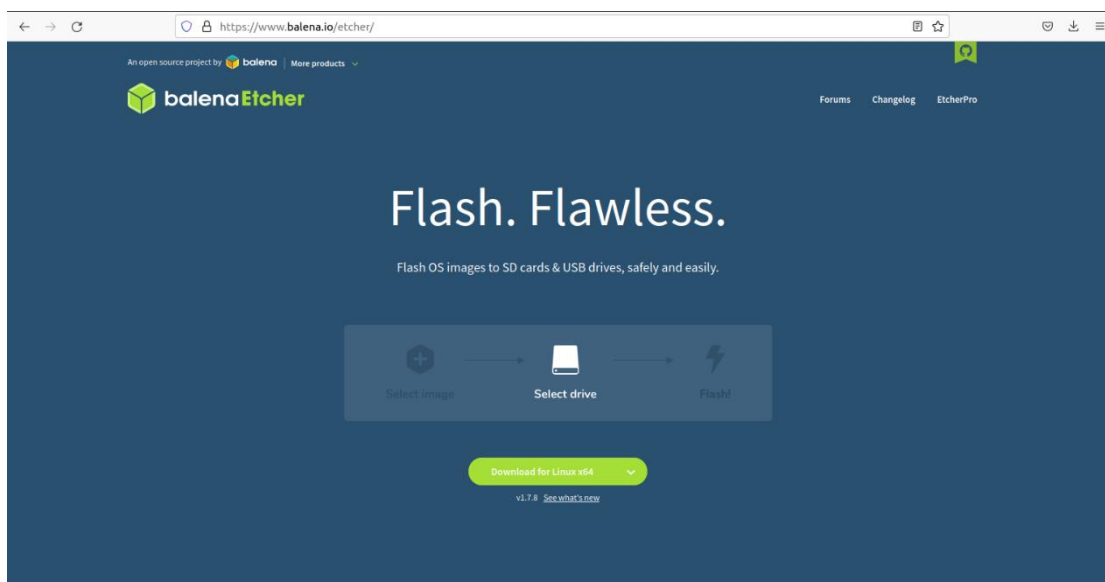 https://www.balena.io/etcher/
An open source project by balena More products
balenaEtcher
Forums Changelog EtcherPro
Flash. Flawless.
Flash OS images to SD cards & USB drives, safely and easily.
Select image Select drive Flash!
Download for Linux x64
v1.7.8 See what's new